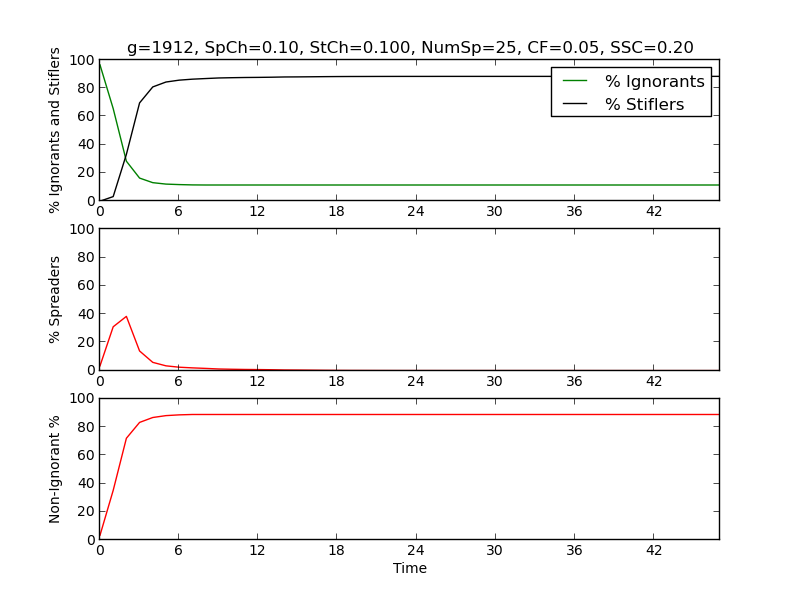 g=1912, SpCh=0.10, StCh=0.100, NumSp=25, CF=0.05, SSC=0.20
% Ignorants and Stiflers
100
80
60
40
20
0
% Ignorants
% Stiflers
0 6 12 18 24 30 36 42
% Spreaders
100
80
60
40
20
0
0 6 12 18 24 30 36 42
Non-Ignorant %
100
80
60
40
20
0
0 6 12 18 24 30 36 42
Time